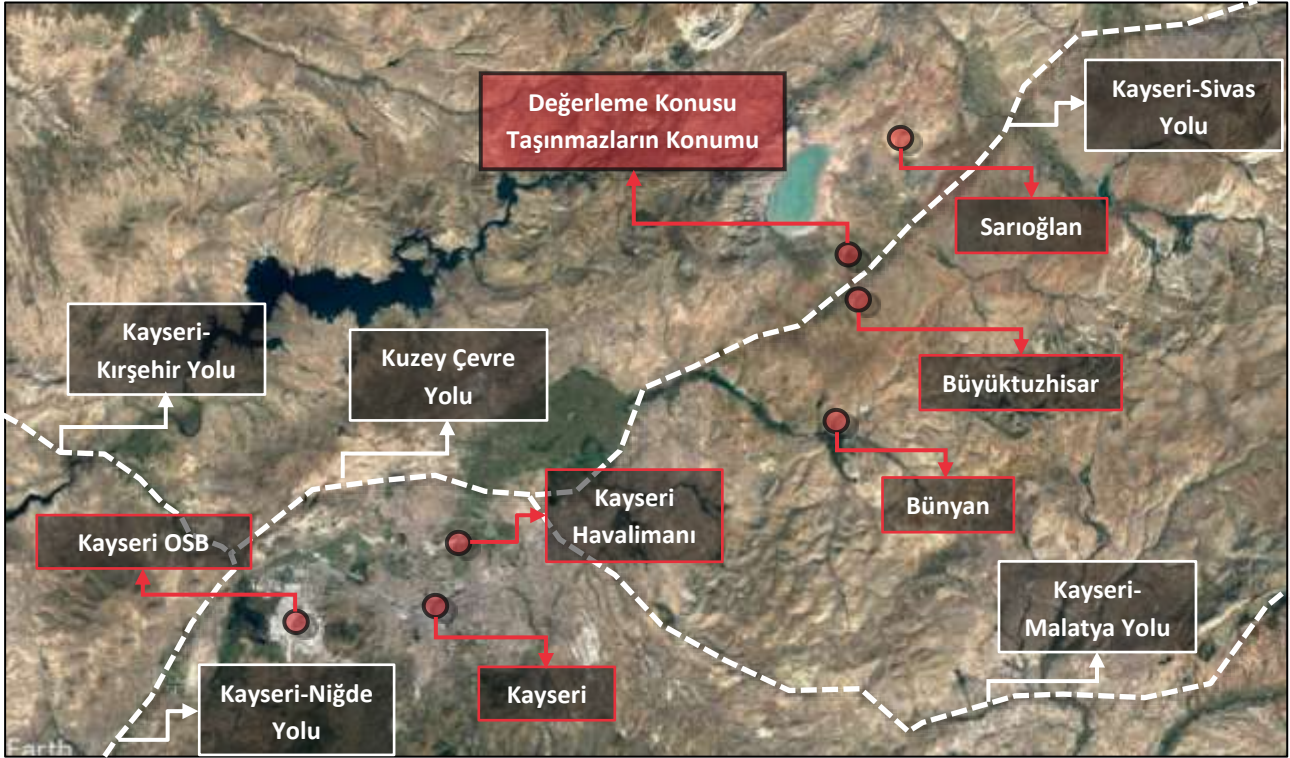 Değerleme Konusu
Taşınmazların Konumu
Kayseri-Sivas
Yolu
Sarıoğlan
Kayseri-
Kırşehir Yolu
Kuzey Çevre
Yolu
Büyüktuzhisar
Kayseri
Havalimanı
Bünyan
Kayseri OSB
Kayseri-
Malatya Yolu
Kayseri-Niğde
Yolu
Kayseri
Earth